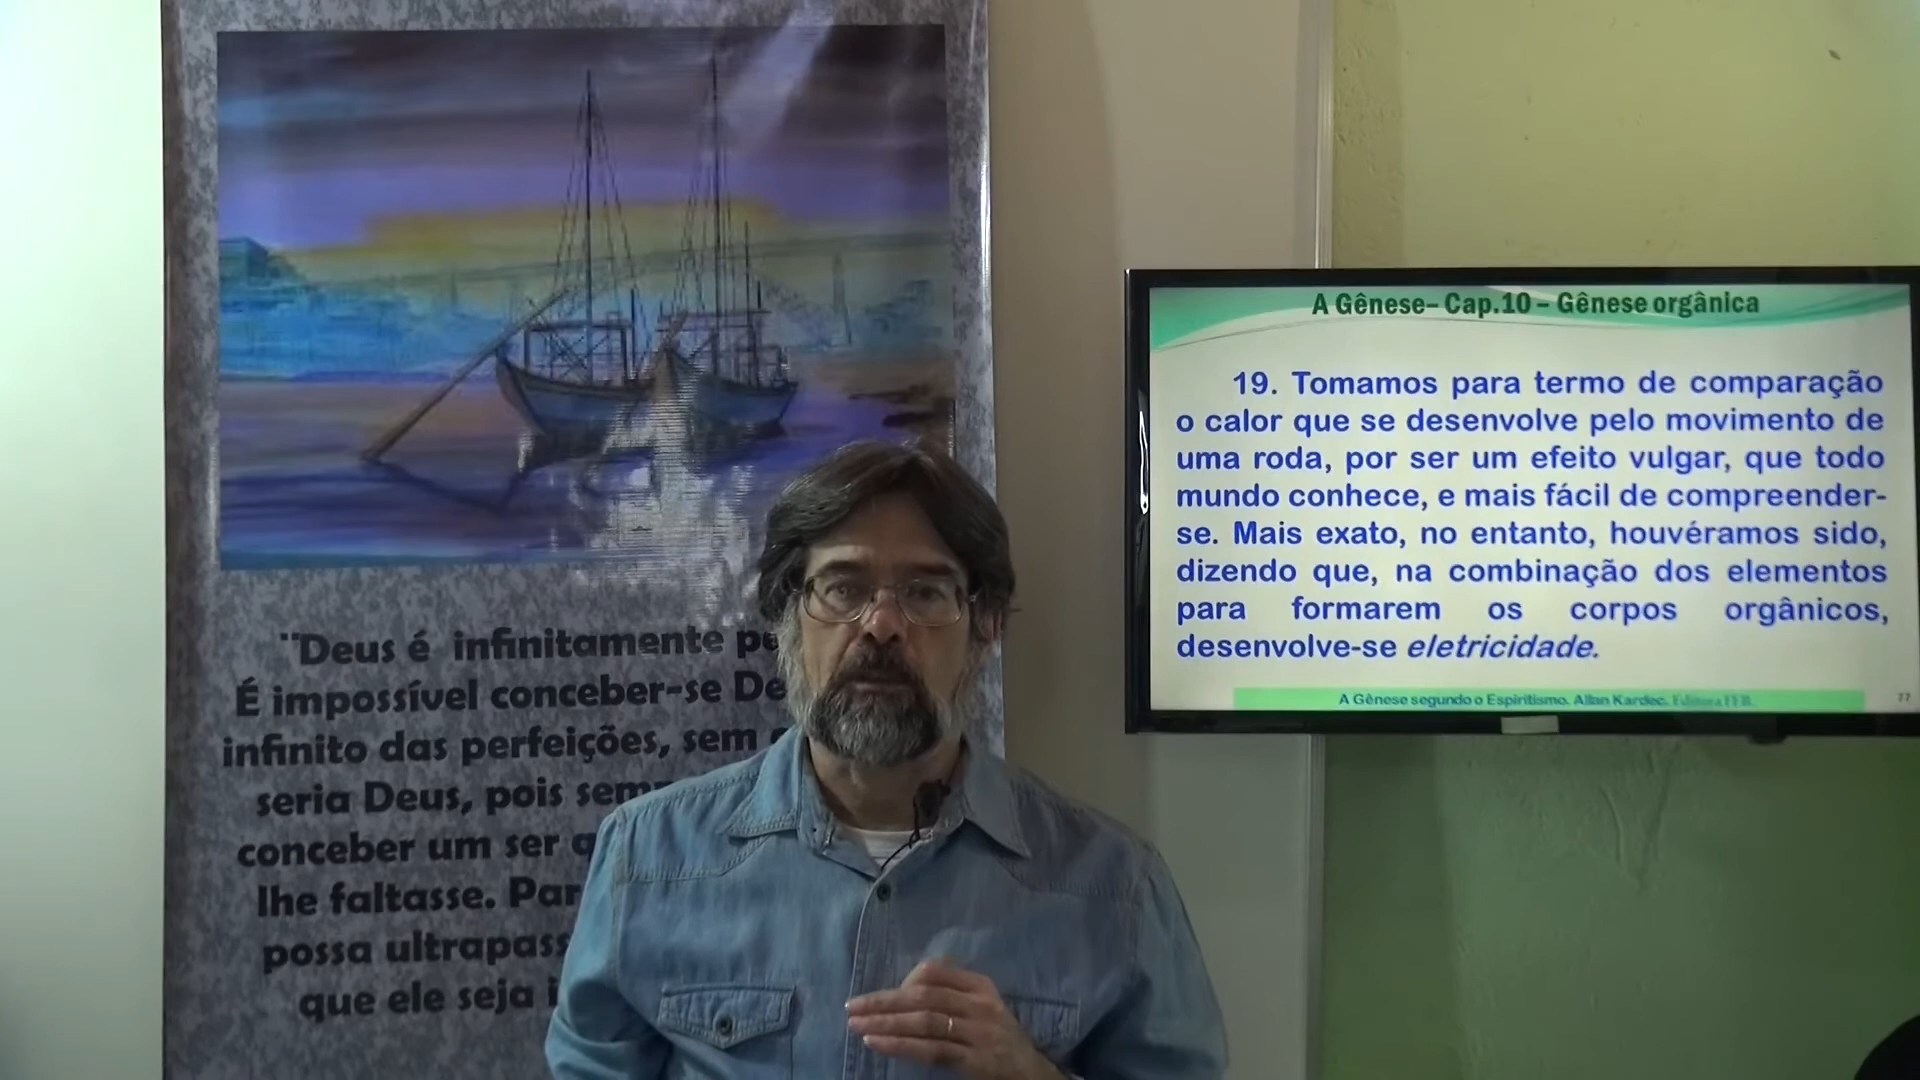 ¨Deus é infinitamente
É impossível conceber-se
infinito das perfeições, sem
seria Deus, pois
conceber um ser
lhe faltasse.
possa
que ele seja
A Gênese– Cap.10 – Gênese orgânica
19. Tomamos para termo de comparação
o calor que se desenvolve pelo movimento de
uma roda, por ser um efeito vulgar, que todo
mundo conhece, e mais fácil de compreender-
se. Mais exato, no entanto, houvéramos sido,
dizendo que, na combinação dos elementos
para formarem os corpos orgânicos,
desenvolve-se eletricidade.
A Gênese segundo o Espiritismo. Allan Kardec. Editora FEB.
77